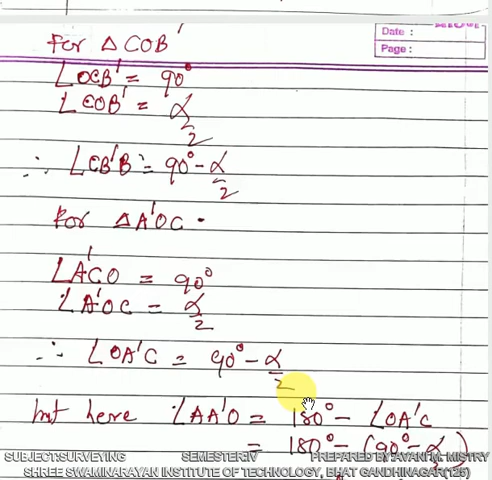 For △COB'
Date :
Page :
∠OCB' = 90°
∠COB' = α/2
∴ ∠CB'B = 90° - α/2
For △A'OC
∠A'CO = 90°
∠A'OC = α/2
∴ ∠OA'C = 90° - α/2
but here ∠AA'O = 180° - ∠OA'C
= 180° - (90° - α/2)
SUBJECT:SURVEYING SEMESTER:IV PREPARED BY:AVANI M. MISTRY
SHREE SWAMINARAYAN INSTITUTE OF TECHNOLOGY, BHAT GANDHINAGAR(125)